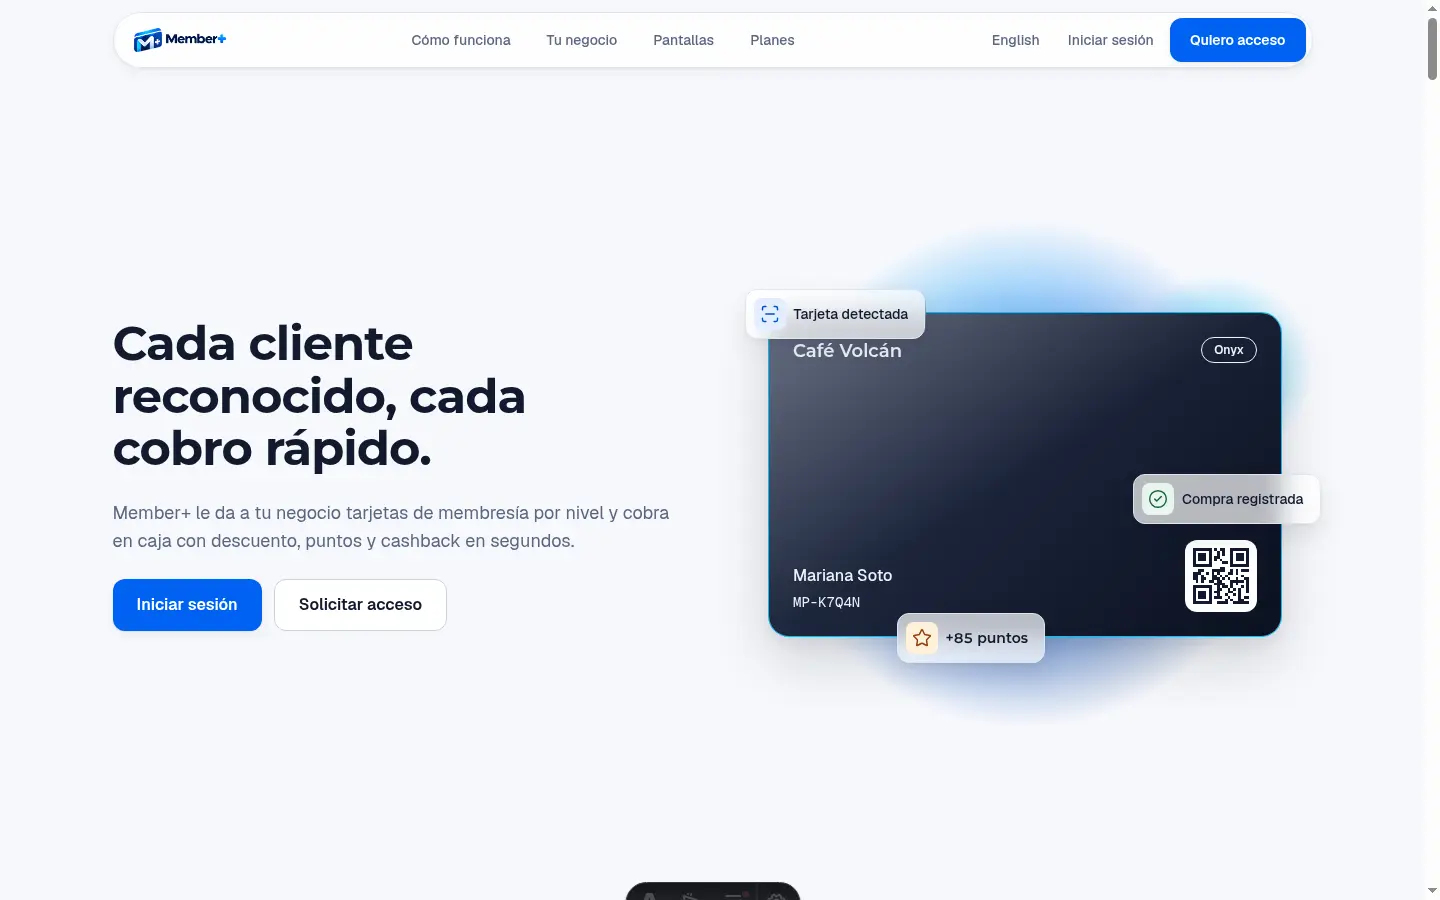 Member+
Cómo funciona
Tu negocio
Pantallas
Planes
English
Iniciar sesión
Quiero acceso
Cada cliente
reconocido, cada
cobro rápido.
Member+ le da a tu negocio tarjetas de membresía por nivel y cobra
en caja con descuento, puntos y cashback en segundos.
Iniciar sesión
Solicitar acceso
Tarjeta detectada
Café Volcán
Onyx
Compra registrada
Mariana Soto
MP-K7Q4N
+85 puntos